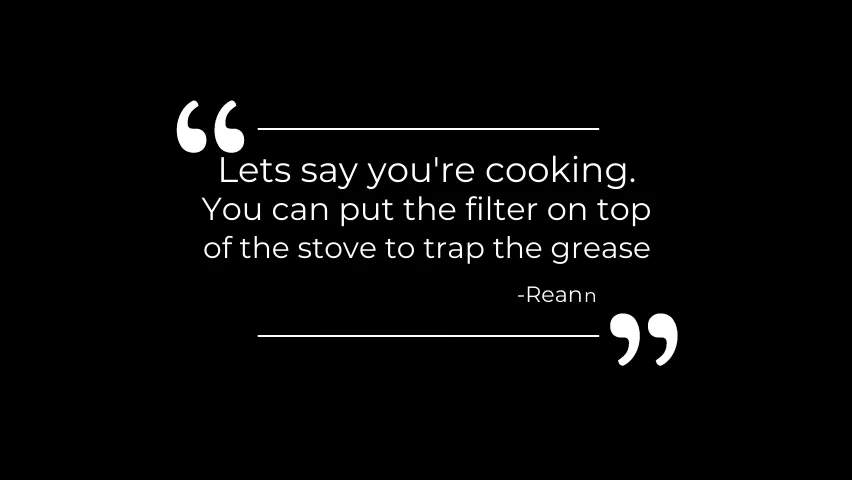 “
Lets say you're cooking.
You can put the filter on top
of the stove to trap the grease
-Reann
”